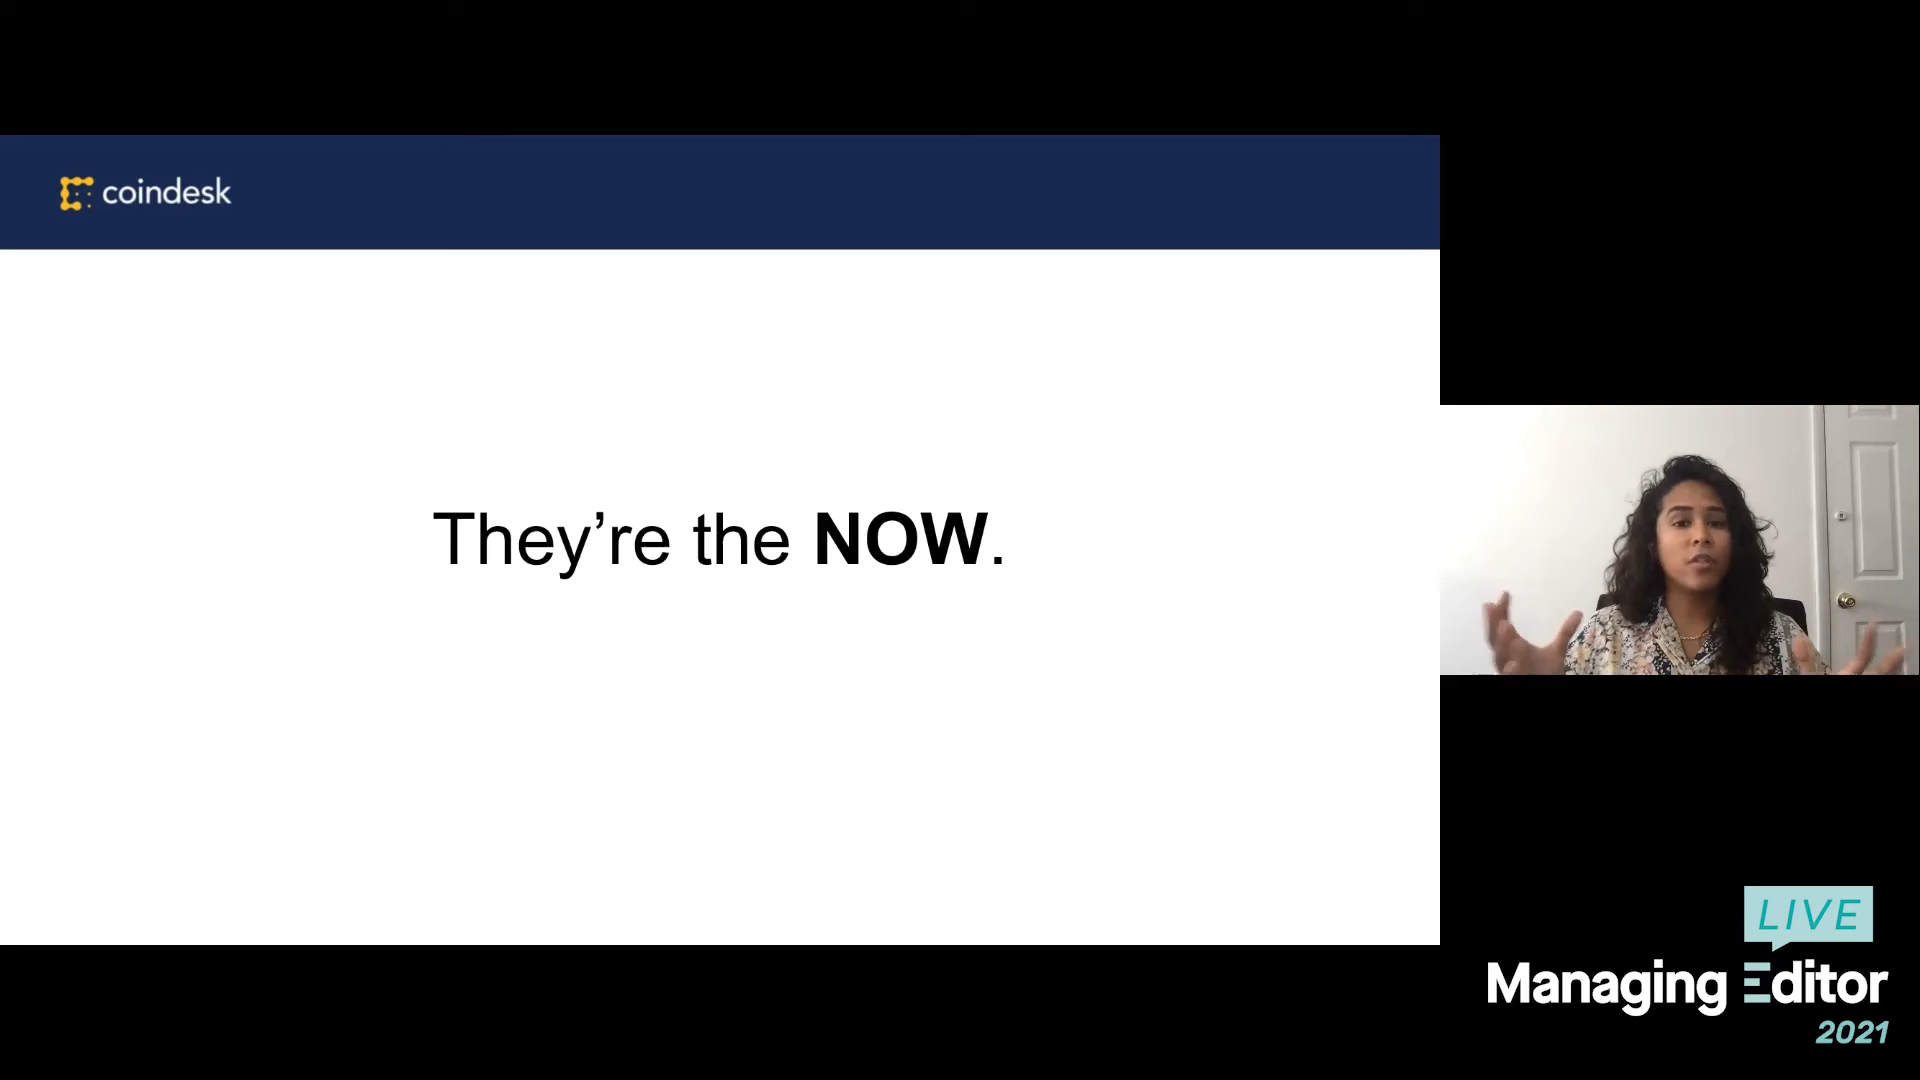 coindesk
They’re the NOW.
LIVE
Managing Editor
2021